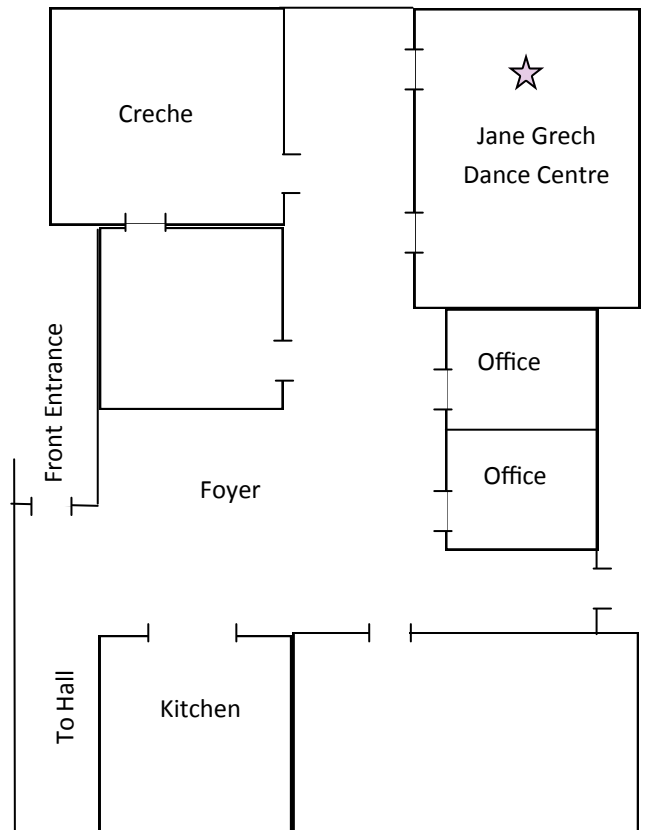 Creche
Jane Grech
Dance Centre
Front Entrance
Office
Office
Foyer
To Hall
Kitchen